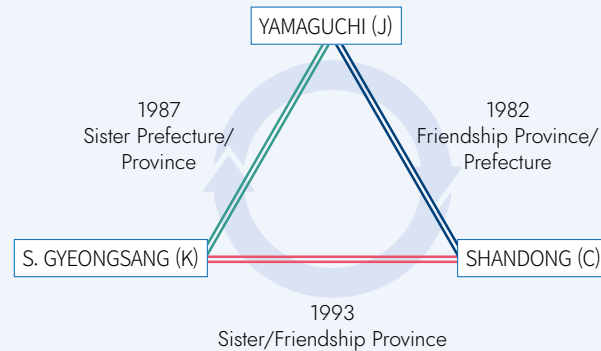 YAMAGUCHI (J)
1987
Sister Prefecture/
Province
1982
Friendship Province/
Prefecture
S. GYEONGSANG (K)
SHANDONG (C)
1993
Sister/Friendship Province